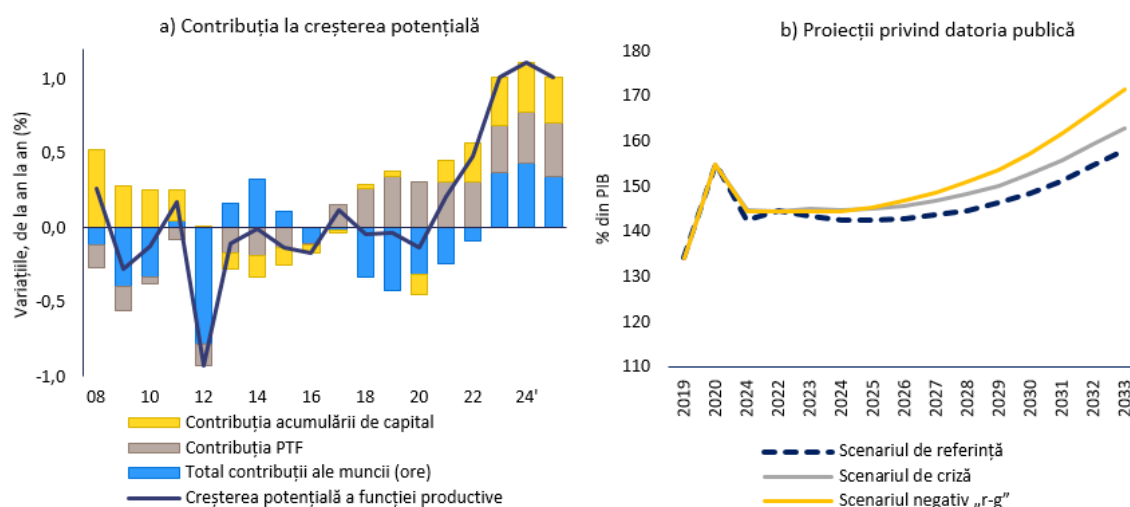 a) Contribuția la creșterea potențială
Variațiile, de la an la an (%)
1,0
0,5
0,0
-0,5
-1,0
08 10 12 14 16 18 20 22 24'
Contribuția acumulării de capital
Contribuția PTF
Total contribuții ale muncii (ore)
Creșterea potențială a funcției productive
b) Proiecții privind datoria publică
% din PIB
180
170
160
150
140
130
120
110
2019 2020 2024 2022 2023 2024 2025 2026 2027 2028 2029 2030 2031 2032 2033
Scenariul de referință
Scenariul de criză
Scenariul negativ „r-g”